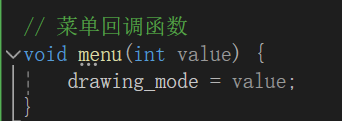 // 菜单回调函数
void menu(int value) {
    drawing_mode = value;
}